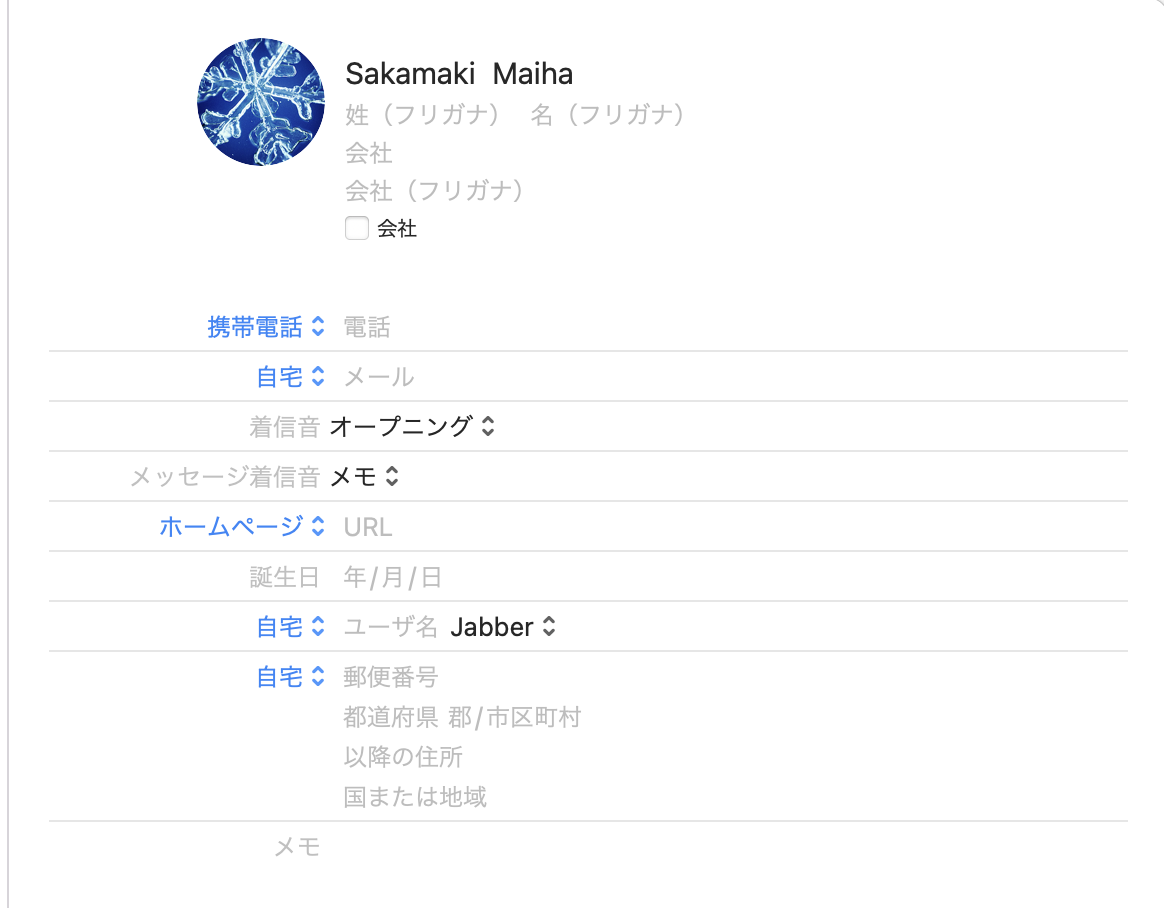 Sakamaki Maiha
姓（フリガナ） 名（フリガナ）
会社
会社（フリガナ）
会社
携帯電話 電話
自宅 メール
着信音 オープニング
メッセージ着信音 メモ
ホームページ URL
誕生日 年/月/日
自宅 ユーザ名 Jabber
自宅 郵便番号
都道府県 郡/市区町村
以降の住所
国または地域
メモ